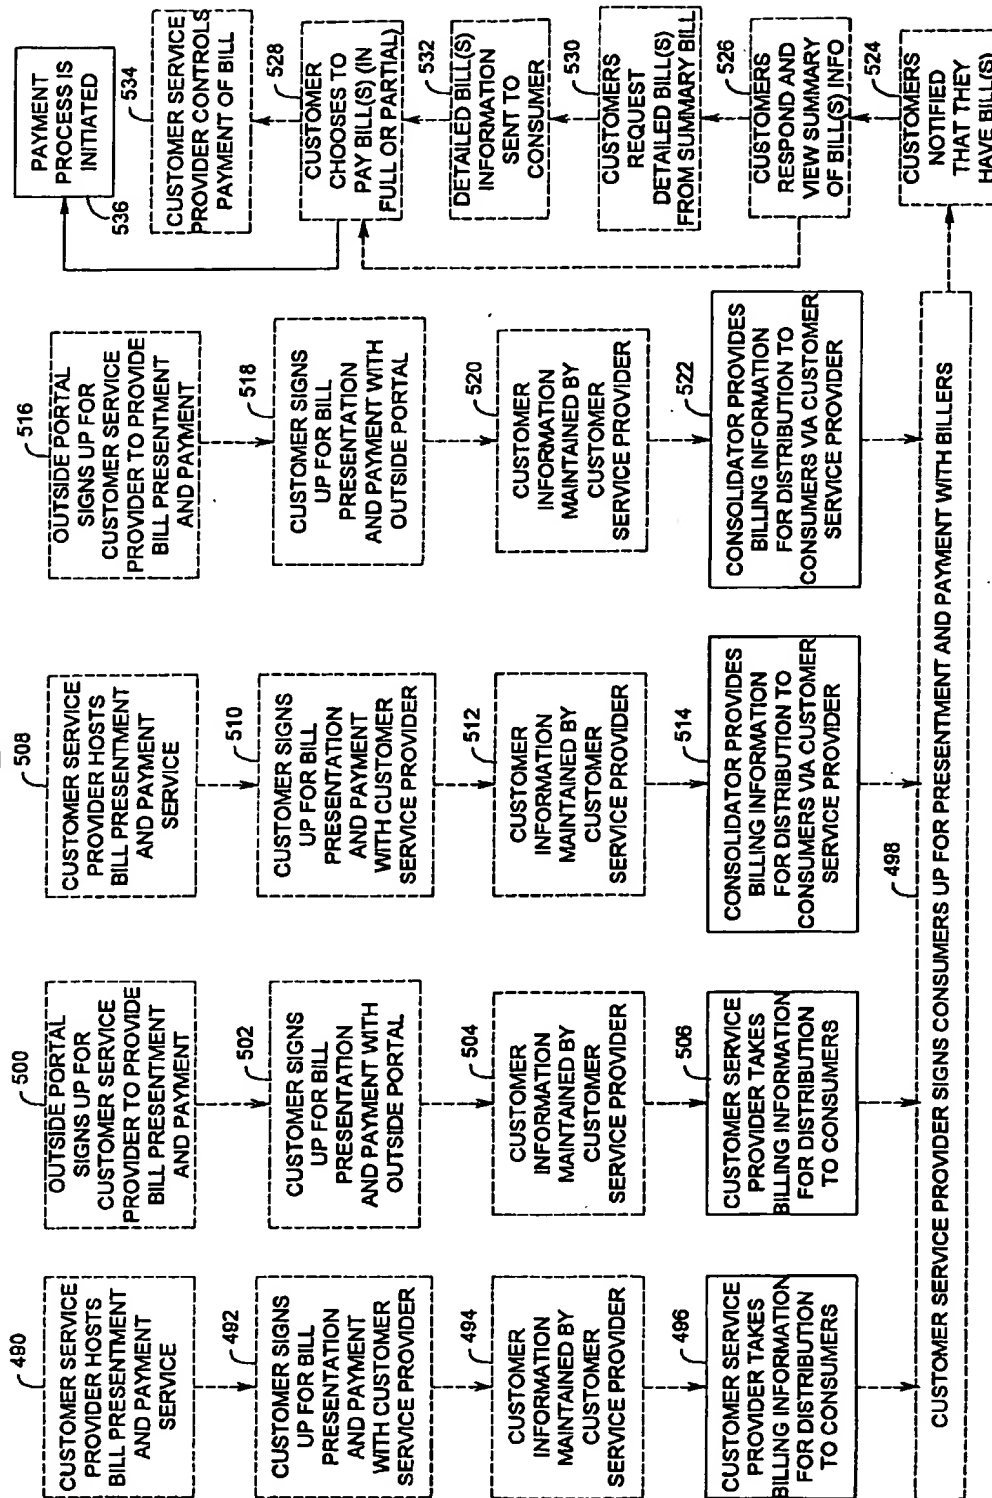 490
CUSTOMER SERVICE
PROVIDER HOSTS
BILL PRESENTMENT
AND PAYMENT
SERVICE
492
CUSTOMER SIGNS
UP FOR BILL
PRESENTATION
AND PAYMENT
WITH CUSTOMER
SERVICE PROVIDER
494
CUSTOMER
INFORMATION
MAINTAINED BY
CUSTOMER
SERVICE PROVIDER
496
CUSTOMER SERVICE
PROVIDER TAKES
BILLING INFORMATION
FOR DISTRIBUTION
TO CONSUMERS
500
OUTSIDE PORTAL
SIGNS UP FOR
CUSTOMER SERVICE
PROVIDER TO PROVIDE
BILL PRESENTMENT
AND PAYMENT
502
CUSTOMER SIGNS
UP FOR BILL
PRESENTATION
AND PAYMENT WITH
OUTSIDE PORTAL
504
CUSTOMER
INFORMATION
MAINTAINED BY
CUSTOMER
SERVICE PROVIDER
506
CUSTOMER SERVICE
PROVIDER TAKES
BILLING INFORMATION
FOR DISTRIBUTION
TO CONSUMERS
508
CUSTOMER SERVICE
PROVIDER HOSTS
BILL PRESENTMENT
AND PAYMENT
SERVICE
510
CUSTOMER SIGNS
UP FOR BILL
PRESENTATION
AND PAYMENT
WITH CUSTOMER
SERVICE PROVIDER
512
CUSTOMER
INFORMATION
MAINTAINED BY
CUSTOMER
SERVICE PROVIDER
514
CONSOLIDATOR PROVIDES
BILLING INFORMATION
FOR DISTRIBUTION TO
CONSUMERS VIA CUSTOMER
SERVICE PROVIDER
516
OUTSIDE PORTAL
SIGNS UP FOR
CUSTOMER SERVICE
PROVIDER TO PROVIDE
BILL PRESENTMENT
AND PAYMENT
518
CUSTOMER SIGNS
UP FOR BILL
PRESENTATION
AND PAYMENT WITH
OUTSIDE PORTAL
520
CUSTOMER
INFORMATION
MAINTAINED BY
CUSTOMER
SERVICE PROVIDER
522
CONSOLIDATOR PROVIDES
BILLING INFORMATION
FOR DISTRIBUTION TO
CONSUMERS VIA CUSTOMER
SERVICE PROVIDER
498
CUSTOMER SERVICE PROVIDER SIGNS CONSUMERS UP FOR PRESENTMENT AND PAYMENT WITH BILLERS
524
CUSTOMERS
NOTIFIED
THAT THEY
HAVE BILL(S)
526
CUSTOMERS
RESPOND AND
VIEW SUMMARY
OF BILL(S) INFO
530
CUSTOMERS
REQUEST
DETAILED BILL(S)
FROM SUMMARY BILL
532
DETAILED BILL(S)
INFORMATION
SENT TO
CONSUMER
528
CUSTOMER
CHOOSES TO
PAY BILL(S) (IN
FULL OR PARTIAL)
534
CUSTOMER SERVICE
PROVIDER CONTROLS
PAYMENT OF BILL
PAYMENT
PROCESS IS
INITIATED
536